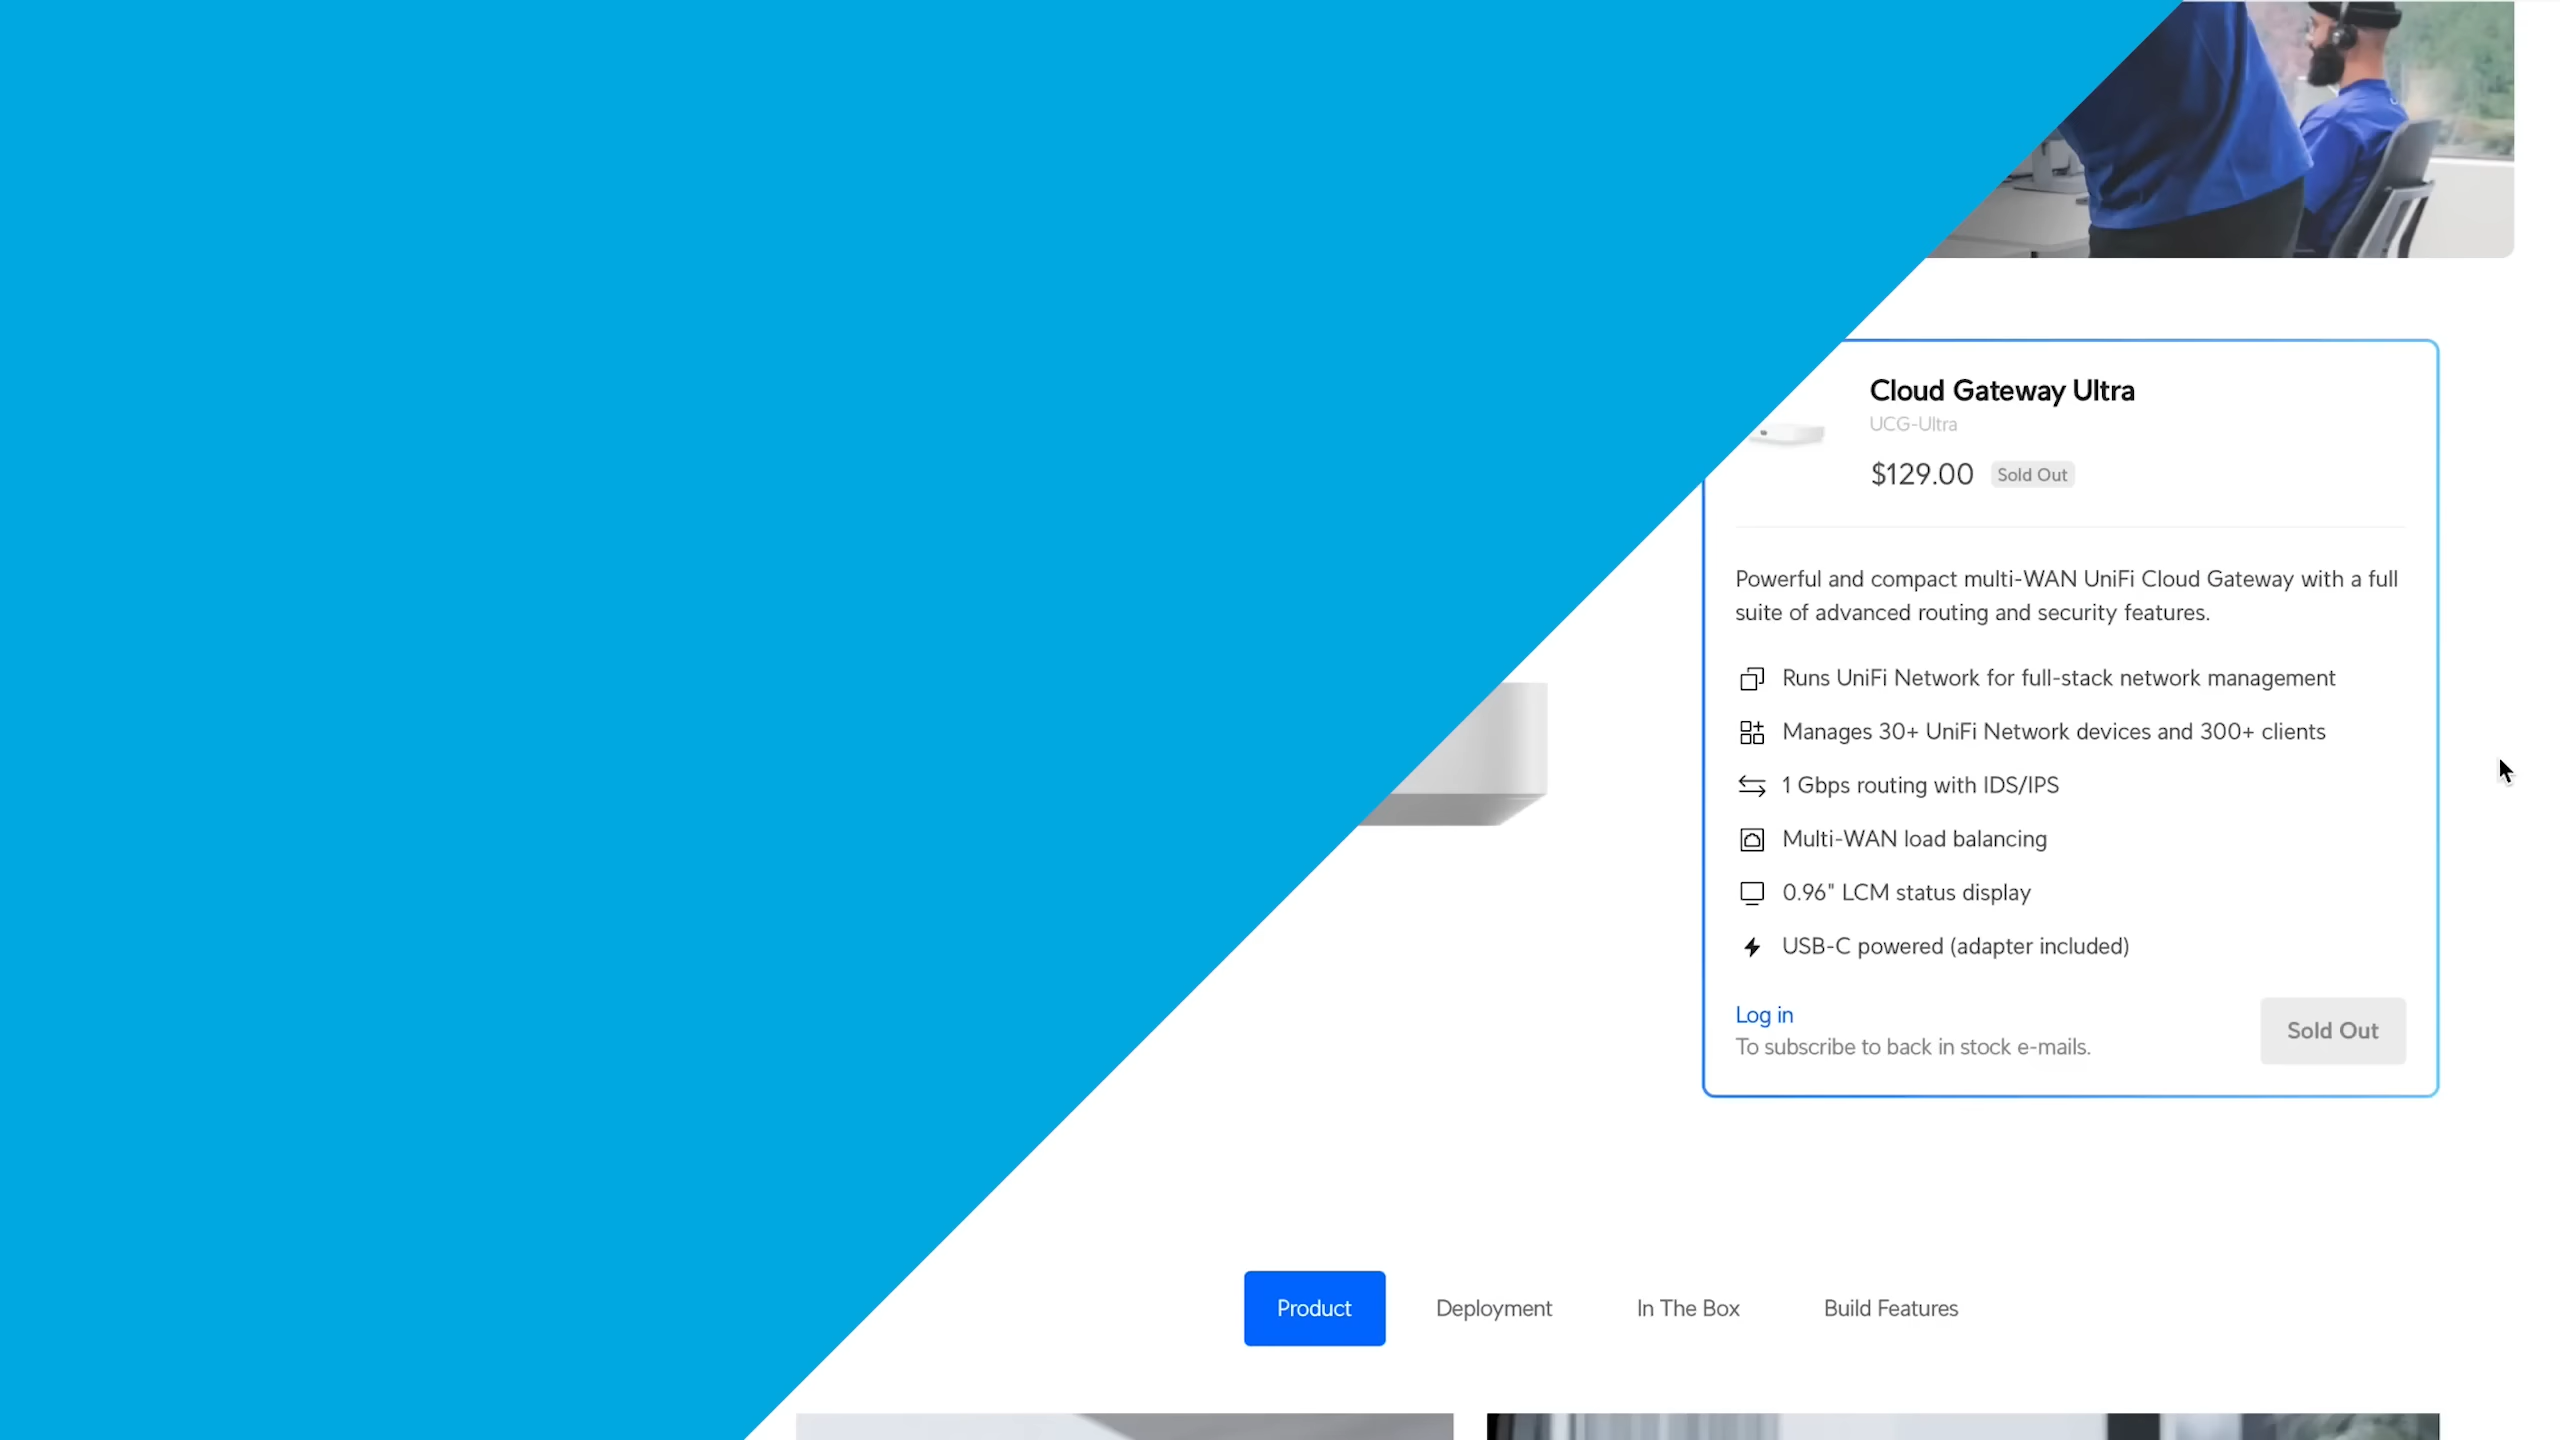 Cloud Gateway Ultra
UCG-Ultra
$129.00 Sold Out
Powerful and compact multi-WAN UniFi Cloud Gateway with a full
suite of advanced routing and security features.
Runs UniFi Network for full-stack network management
Manages 30+ UniFi Network devices and 300+ clients
1 Gbps routing with IDS/IPS
Multi-WAN load balancing
0.96" LCM status display
USB-C powered (adapter included)
Log in
To subscribe to back in stock e-mails.
Sold Out
Product Deployment In The Box Build Features